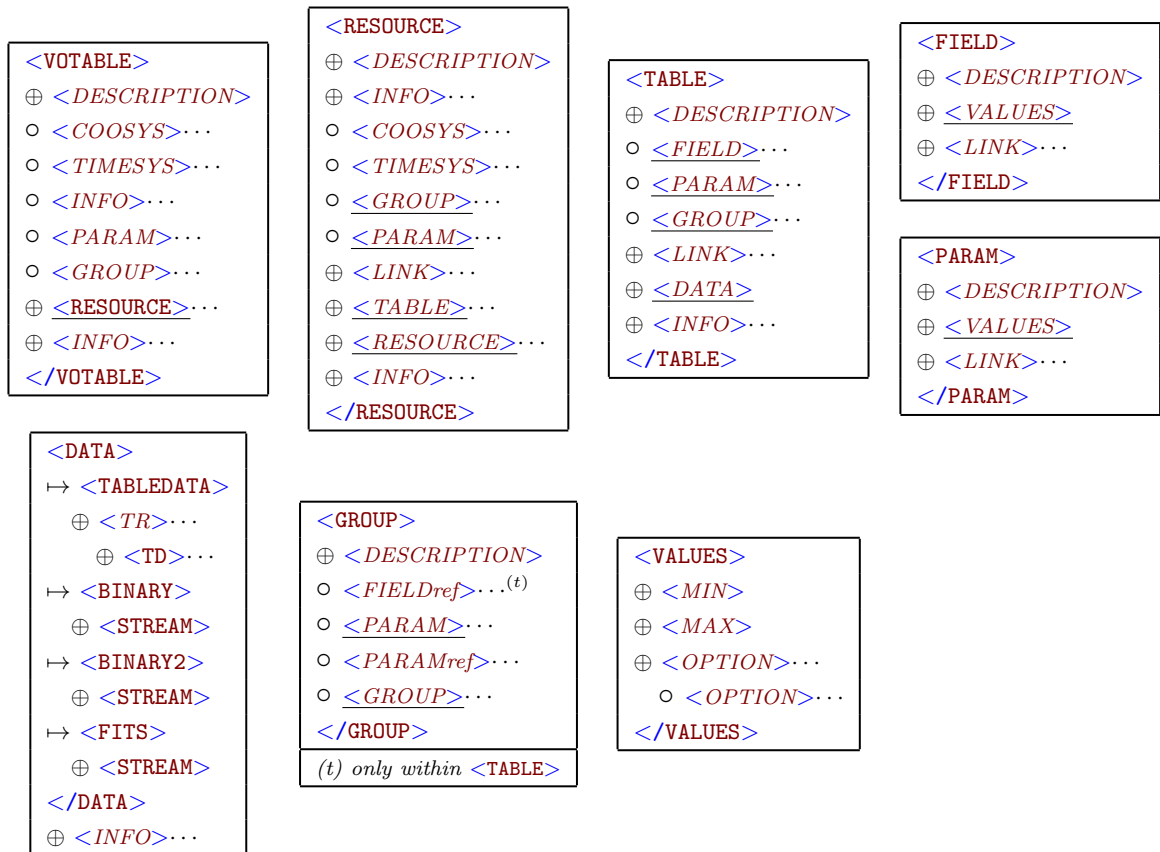 <VOTABLE>
⊕ <DESCRIPTION>
○ <COOSYS>···
○ <TIMESYS>···
○ <INFO>···
○ <PARAM>···
○ <GROUP>···
⊕ <RESOURCE>···
⊕ <INFO>···
</VOTABLE>
<RESOURCE>
⊕ <DESCRIPTION>
⊕ <INFO>···
○ <COOSYS>···
○ <TIMESYS>···
○ <GROUP>···
○ <PARAM>···
⊕ <LINK>···
⊕ <TABLE>···
⊕ <RESOURCE>···
⊕ <INFO>···
</RESOURCE>
<TABLE>
⊕ <DESCRIPTION>
○ <FIELD>···
○ <PARAM>···
○ <GROUP>···
⊕ <LINK>···
⊕ <DATA>
⊕ <INFO>···
</TABLE>
<FIELD>
⊕ <DESCRIPTION>
⊕ <VALUES>
⊕ <LINK>···
</FIELD>
<PARAM>
⊕ <DESCRIPTION>
⊕ <VALUES>
⊕ <LINK>···
</PARAM>
<DATA>
↦ <TABLEDATA>
⊕ <TR>···
⊕ <TD>···
↦ <BINARY>
⊕ <STREAM>
↦ <BINARY2>
⊕ <STREAM>
↦ <FITS>
⊕ <STREAM>
</DATA>
⊕ <INFO>···
<GROUP>
⊕ <DESCRIPTION>
○ <FIELDref>···(t)
○ <PARAM>···
○ <PARAMref>···
○ <GROUP>···
</GROUP>
(t) only within <TABLE>
<VALUES>
⊕ <MIN>
⊕ <MAX>
⊕ <OPTION>···
○ <OPTION>···
</VALUES>